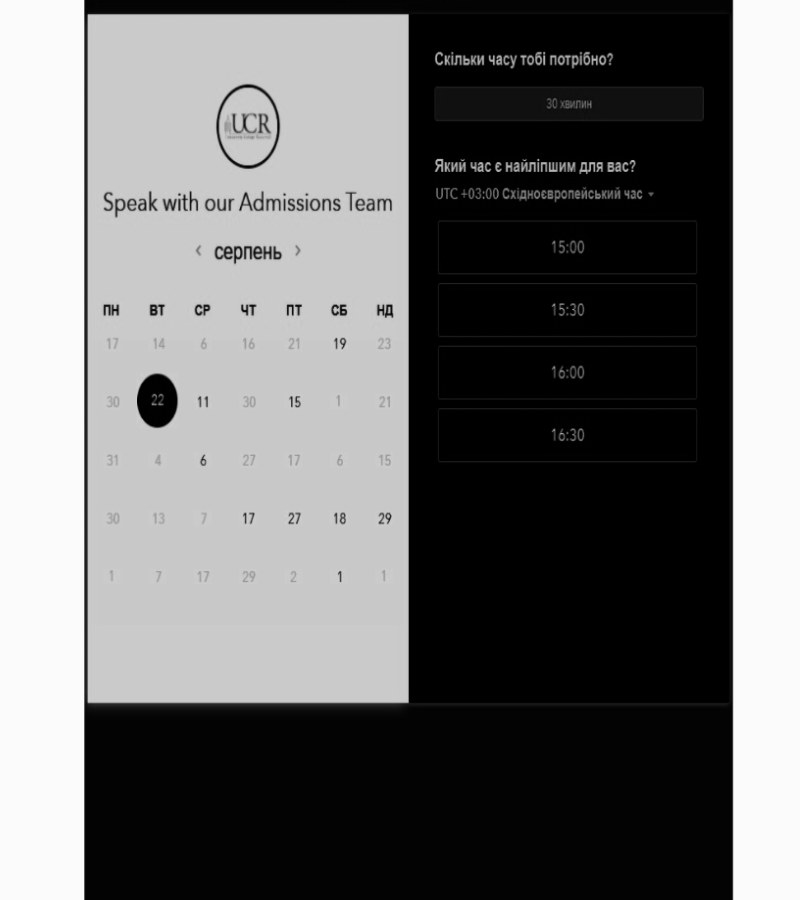 UCR
Speak with our Admissions Team
‹ серпень ›
ПН ВТ СР ЧТ ПТ СБ НД
17 14 6 16 21 19 23
30 22 11 30 15 1 21
31 4 6 27 17 6 15
30 13 7 17 27 18 29
1 7 17 29 2 1 1
Скільки часу тобі потрібно?
30 хвилин
Який час є найліпшим для вас?
UTC +03:00 Східноєвропейський час
15:00
15:30
16:00
16:30